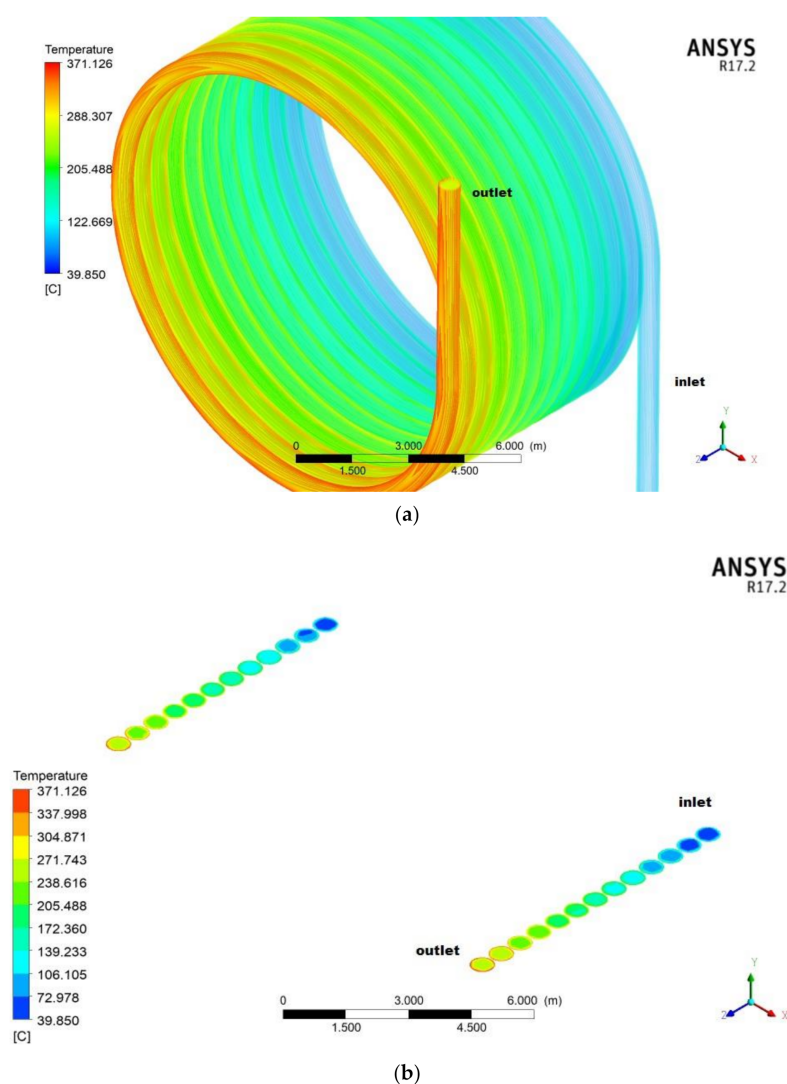 Temperature
371.126
288.307
205.488
122.669
39.850
[C]
ANSYS
R17.2
outlet
inlet
0 3.000 6.000 (m)
1.500 4.500
Y
Z X
(a)
ANSYS
R17.2
Temperature
371.126
337.998
304.871
271.743
238.616
205.488
172.360
139.233
106.105
72.978
39.850
[C]
inlet
outlet
0 3.000 6.000 (m)
1.500 4.500
Y
Z X
(b)